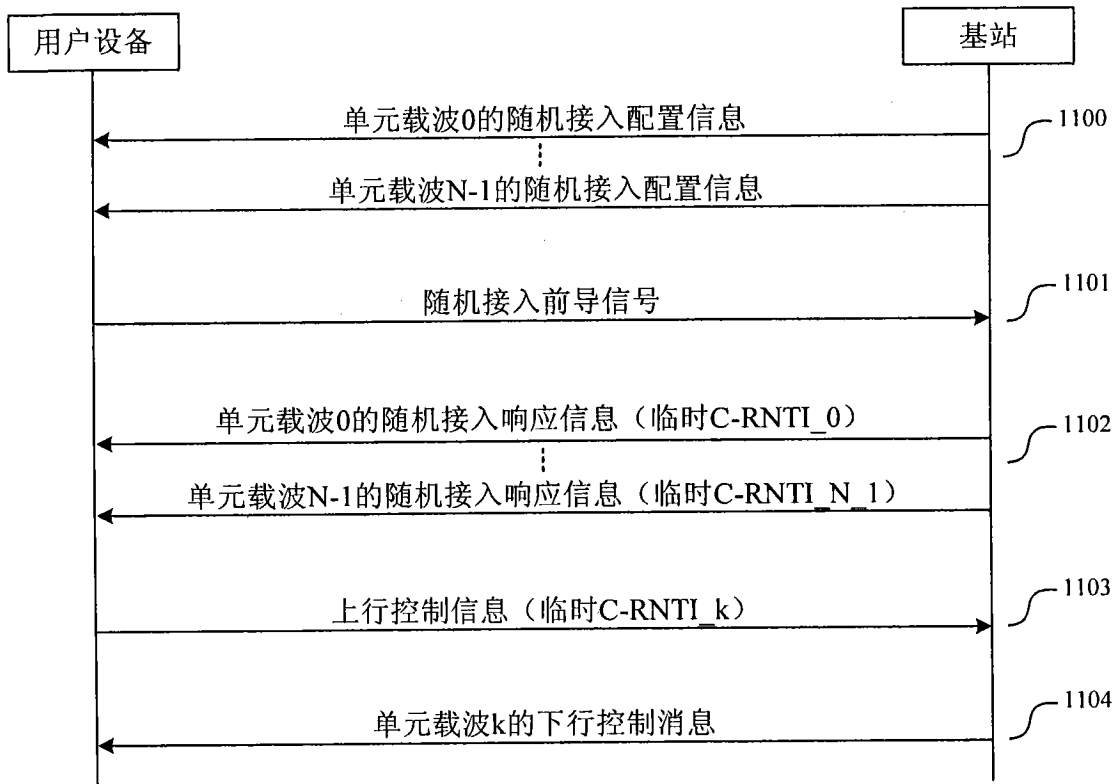 用户设备
基站
单元载波0的随机接入配置信息
1100
单元载波N-1的随机接入配置信息
随机接入前导信号
1101
单元载波0的随机接入响应信息（临时C-RNTI_0）
1102
单元载波N-1的随机接入响应信息（临时C-RNTI_N_1）
上行控制信息（临时C-RNTI_k）
1103
单元载波k的下行控制消息
1104